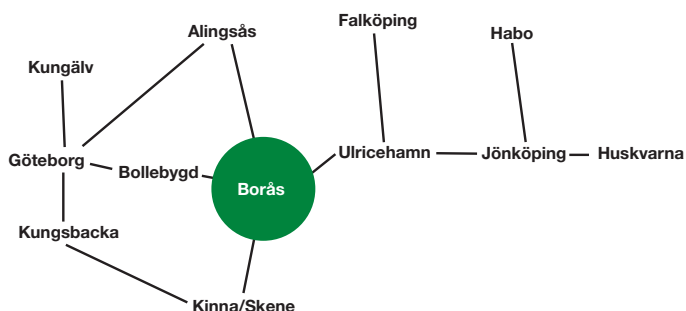 Falköping
Alingsås
Habo
Kungälv
Göteborg
Bollebygd
Ulricehamn
Jönköping
Huskvarna
Borås
Kungsbacka
Kinna/Skene